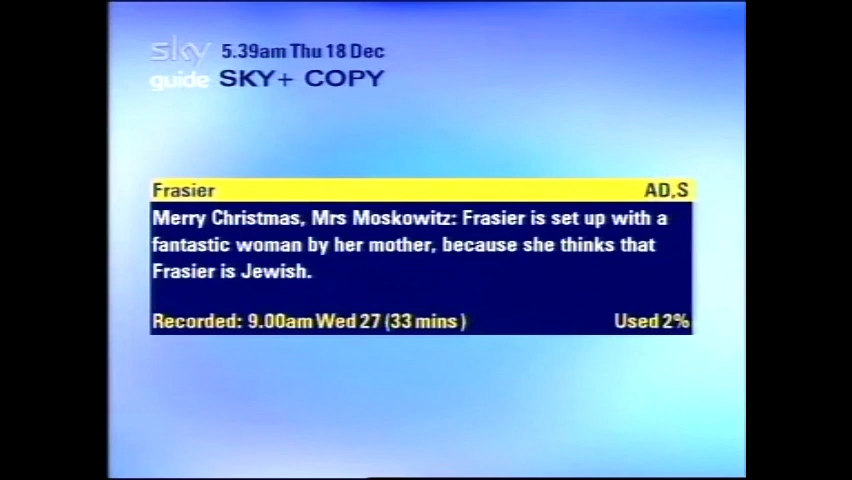 sky 5.39am Thu 18 Dec
guide SKY+ COPY
Frasier AD,S
Merry Christmas, Mrs Moskowitz: Frasier is set up with a
fantastic woman by her mother, because she thinks that
Frasier is Jewish.
Recorded: 9.00am Wed 27 (33 mins) Used 2%